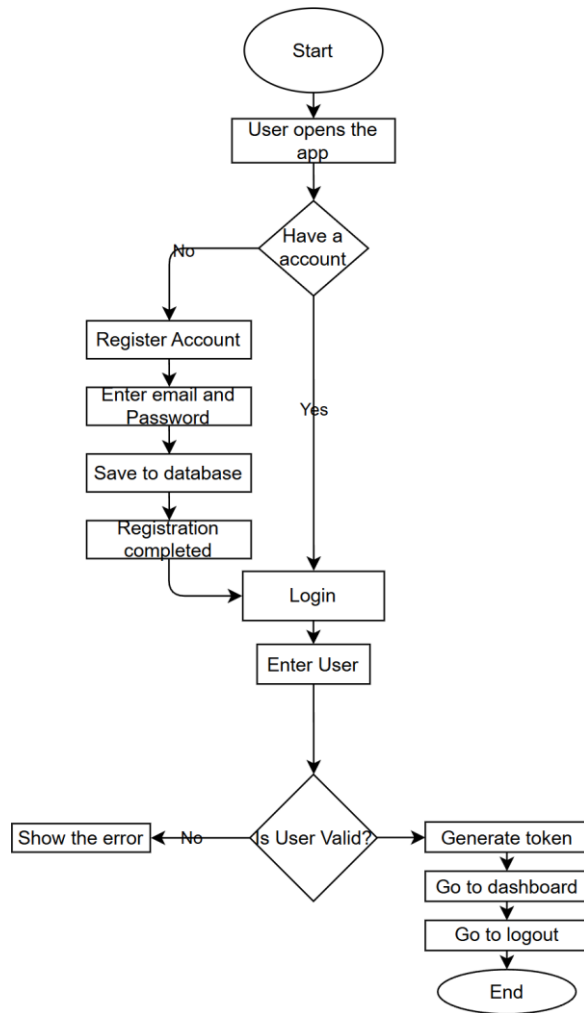 Start
User opens the
app
Have a
account
No
Register Account
Enter email and
Password
Yes
Save to database
Registration
completed
Login
Enter User
Show the error
No
Is User Valid?
Generate token
Go to dashboard
Go to logout
End